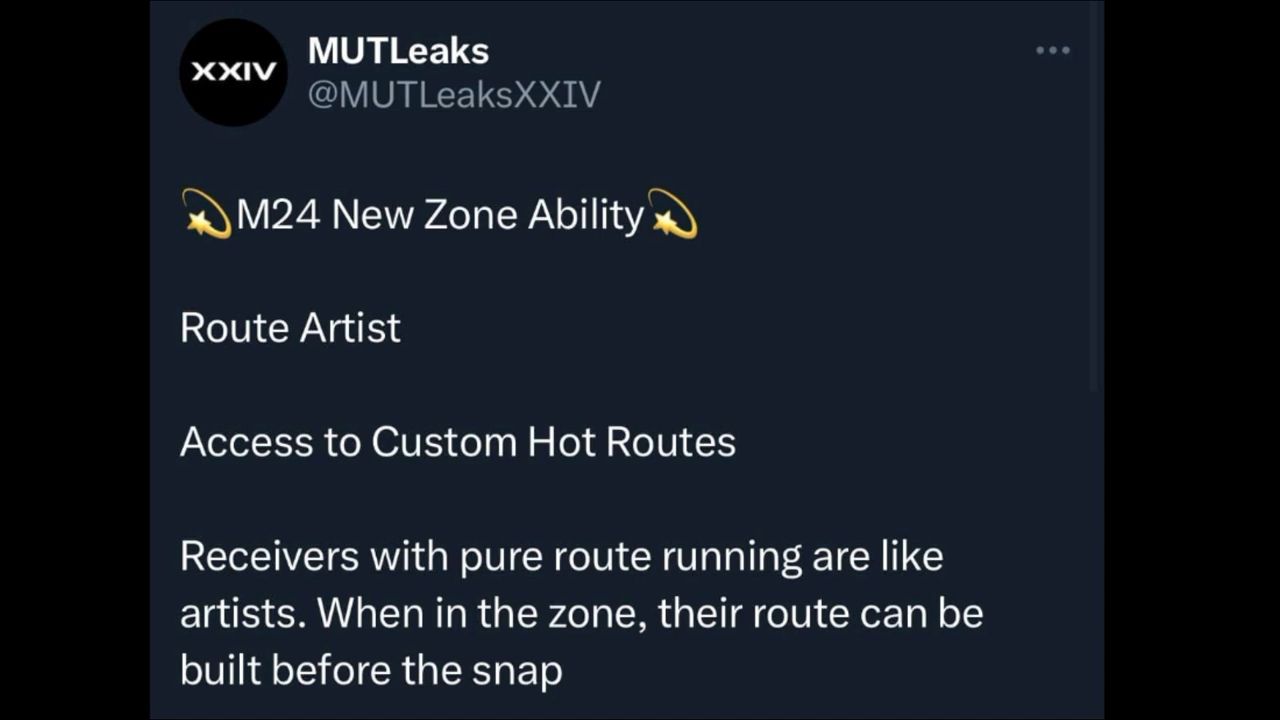 XXIV
MUTLeaks
@MUTLeaksXXIV
💫M24 New Zone Ability💫
Route Artist
Access to Custom Hot Routes
Receivers with pure route running are like
artists. When in the zone, their route can be
built before the snap